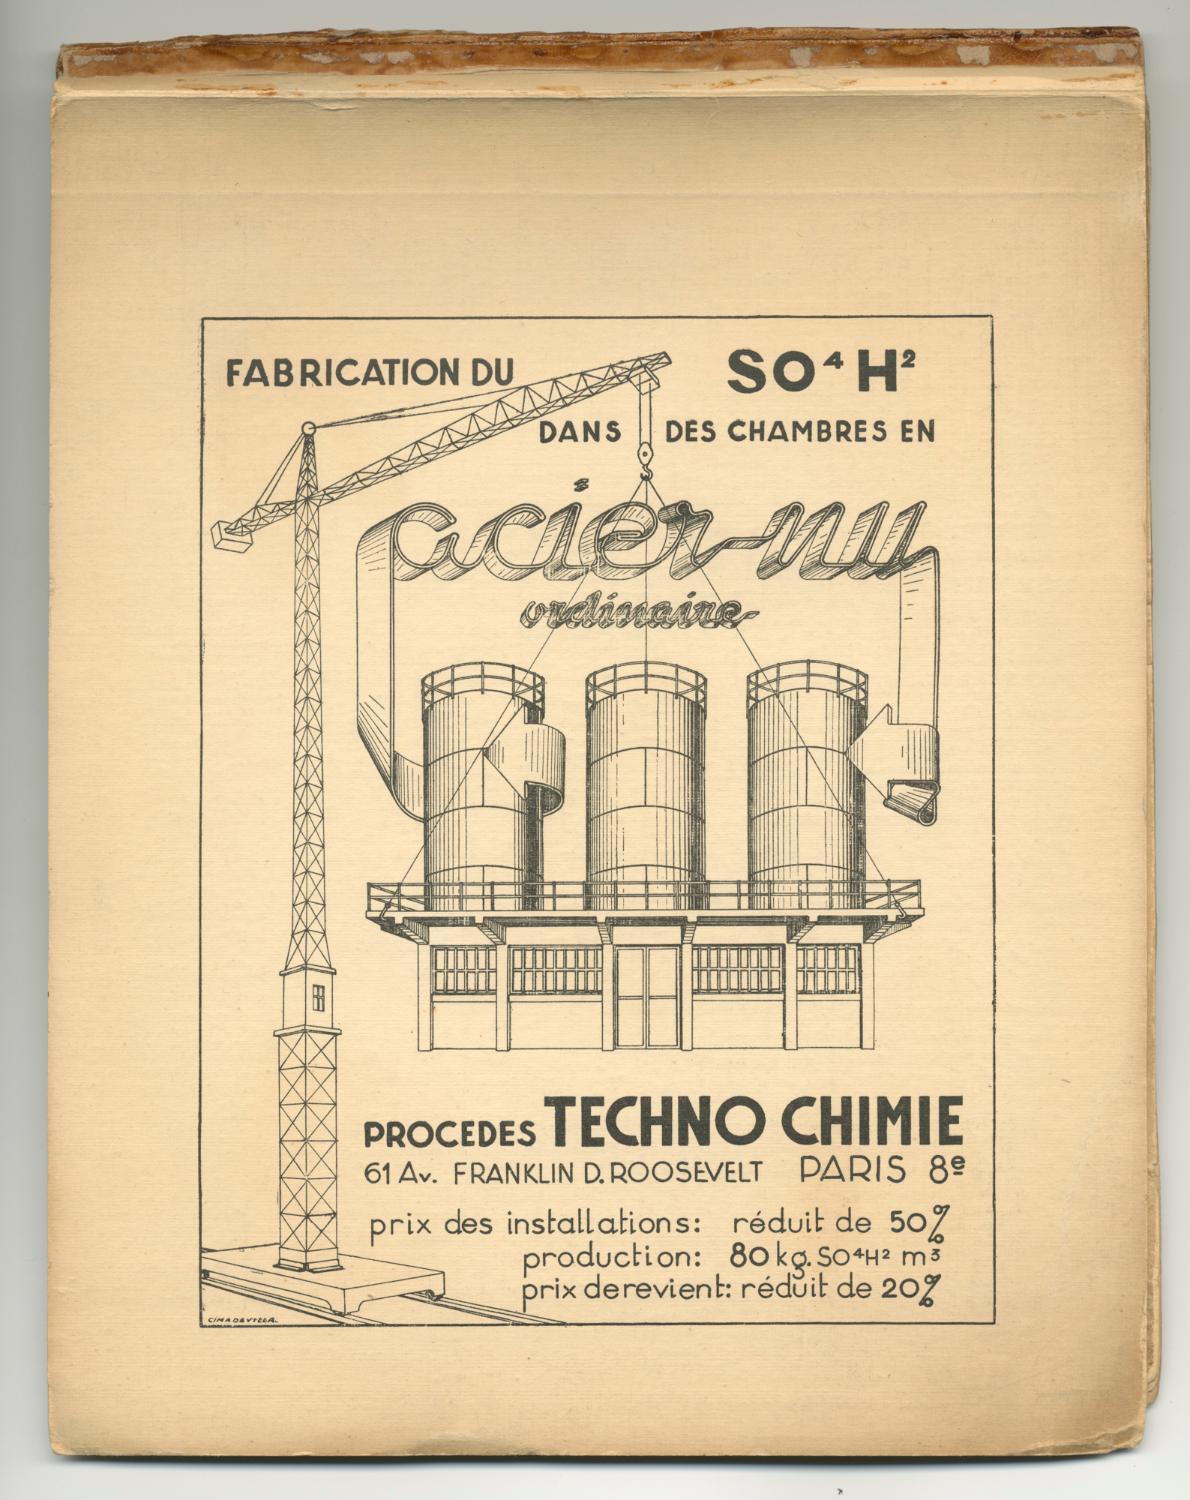 FABRICATION DU SO⁴H²
DANS DES CHAMBRES EN
acier nu
ordinaire
PROCEDES TECHNO CHIMIE
61 Av. FRANKLIN D. ROOSEVELT PARIS 8e
prix des installations: réduit de 50%
production: 80 kg. SO⁴H² m³
prix de revient: réduit de 20%
CIMADEVILLA